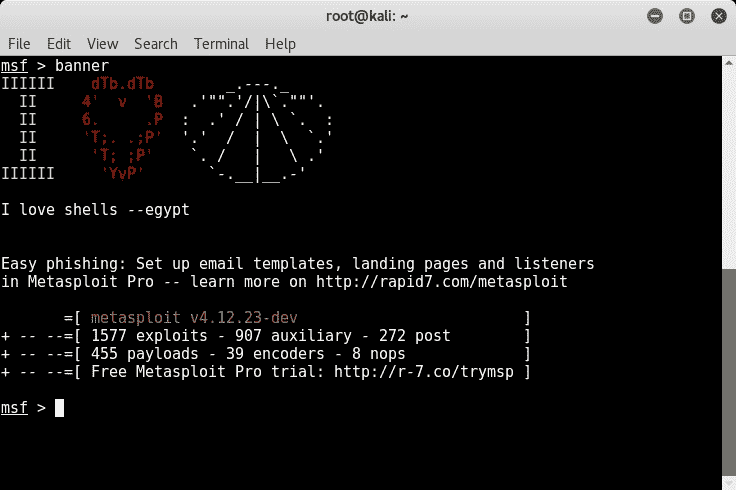 root@kali: ~
File Edit View Search Terminal Help
msf > banner
IIIIII    dTb.dTb        _.---._
  II     4'  v  'B   .'"".'/|\`.""'.
  II     6.     .P  :  .' / | \ `.  :
  II     'T;. .;P'  '.'  /  |  \  `.'
  II      'T; ;P'    `. /   |   \ .'
IIIIII     'YvP'       `-.__|__.-'
I love shells --egypt
Easy phishing: Set up email templates, landing pages and listeners
in Metasploit Pro -- learn more on http://rapid7.com/metasploit
       =[ metasploit v4.12.23-dev                         ]
+ -- --=[ 1577 exploits - 907 auxiliary - 272 post        ]
+ -- --=[ 455 payloads - 39 encoders - 8 nops             ]
+ -- --=[ Free Metasploit Pro trial: http://r-7.co/trymsp ]
msf >